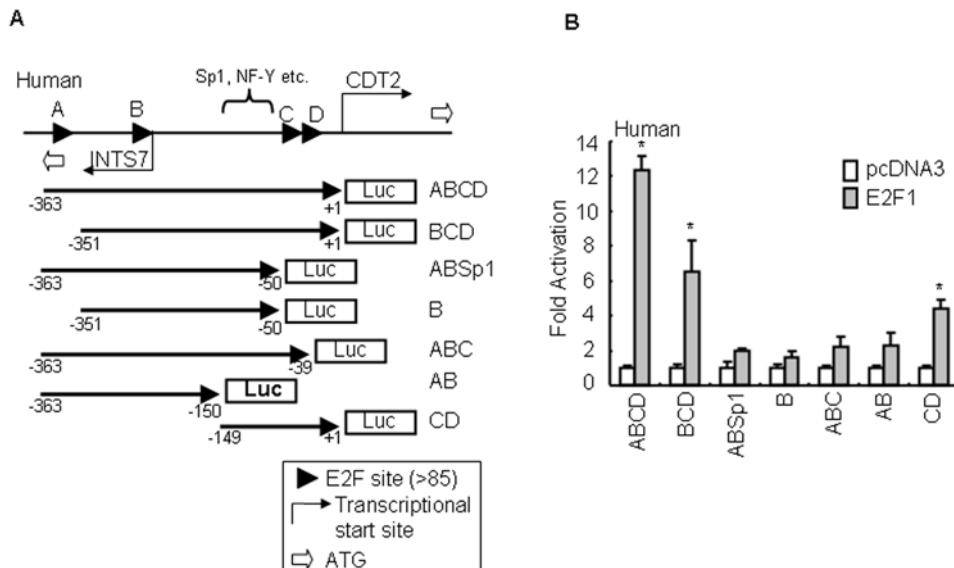 A
Human
Sp1, NF-Y etc.
CDT2
A
B
C
D
INTS7
-363
+1
Luc
ABCD
-351
+1
Luc
BCD
-363
-50
Luc
ABSp1
-351
-50
Luc
B
-363
-39
Luc
ABC
-363
-150
Luc
AB
-149
+1
Luc
CD
E2F site (>85)
Transcriptional
start site
ATG
B
Human
pcDNA3
E2F1
Fold Activation
14
12
10
8
6
4
2
0
*
*
*
ABCD
BCD
ABSp1
B
ABC
AB
CD